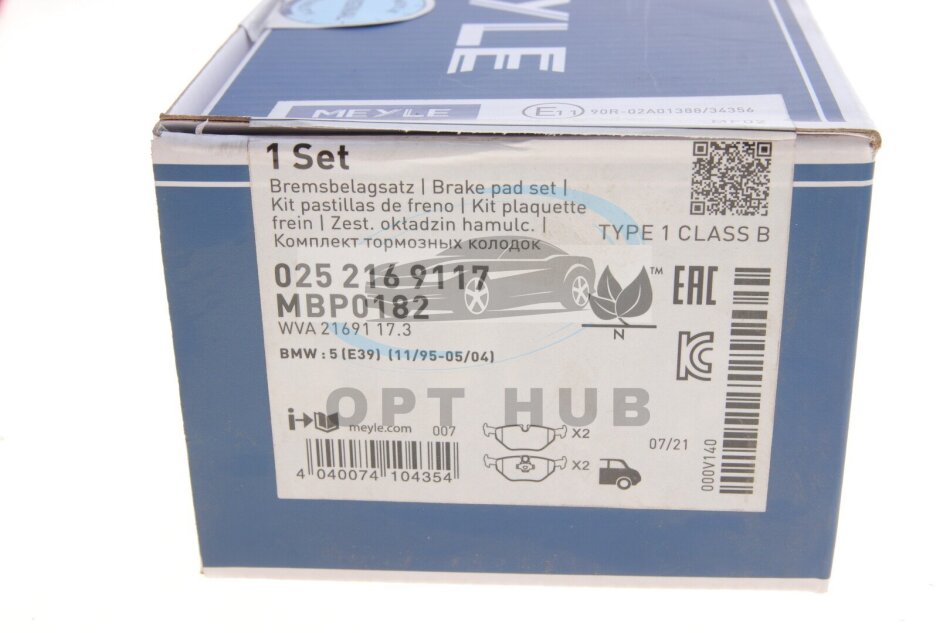 MEYLE
MEYLE
E11
90R-02A01388/34356
1 Set
Bremsbelagsatz | Brake pad set |
Kit pastillas de freno | Kit plaquette
frein | Zest. okładzin hamulc. |
Комплект тормозных колодок
TYPE 1 CLASS B
025 216 9117
MBP0182
WVA 21691 17.3
BMW : 5 (E39) (11/95-05/04)
TM
N
EAC
KC
OPT HUB
meyle.com
007
X2
X2
07/21
000V140
4 040074 104354